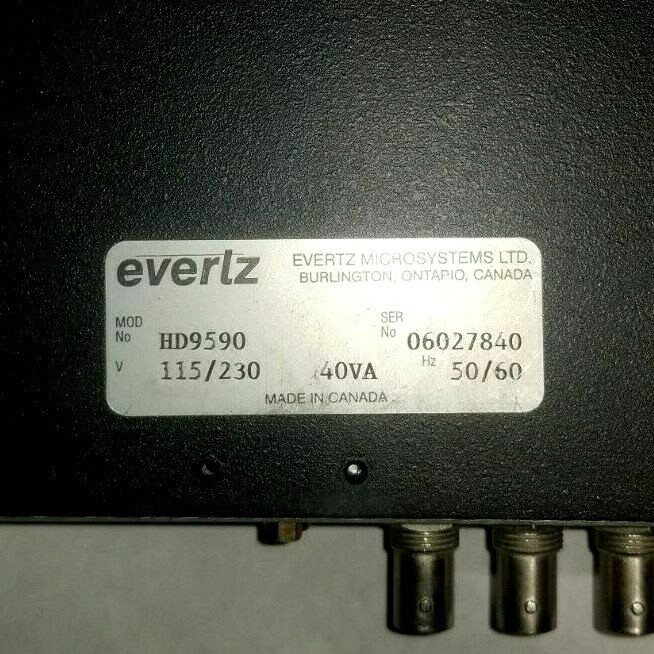 evertz
EVERTZ MICROSYSTEMS LTD.
BURLINGTON, ONTARIO, CANADA
MOD No HD9590
SER No 06027840
V 115/230 40VA Hz 50/60
MADE IN CANADA